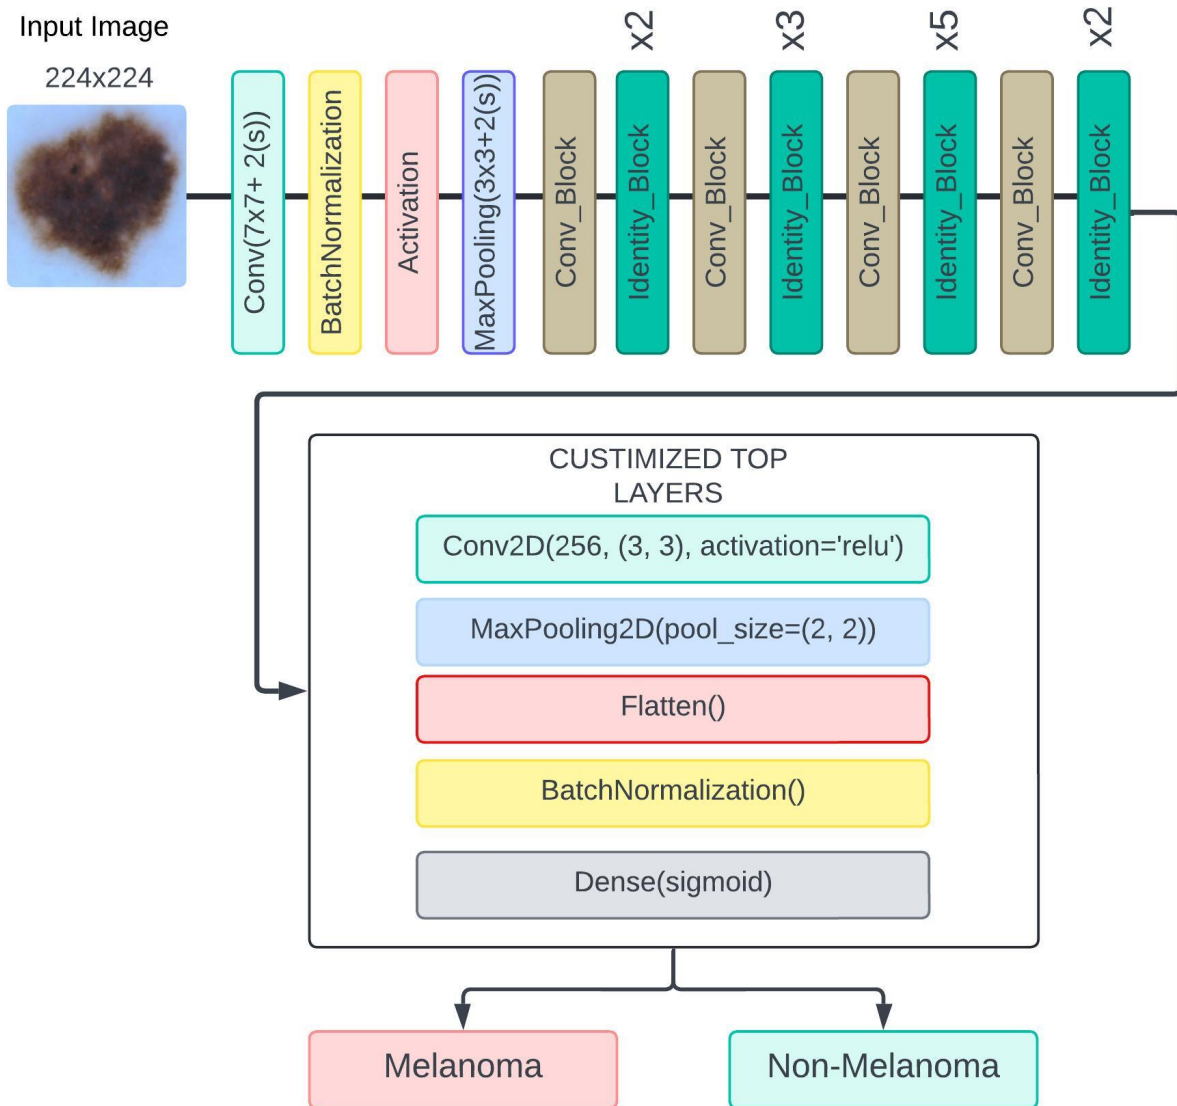 Input Image
224x224
Conv(7x7+ 2(s))
BatchNormalization
Activation
MaxPooling(3x3+2(s))
Conv_Block
x2
Identity_Block
Conv_Block
x3
Identity_Block
Conv_Block
x5
Identity_Block
Conv_Block
x2
Identity_Block
CUSTIMIZED TOP
LAYERS
Conv2D(256, (3, 3), activation='relu')
MaxPooling2D(pool_size=(2, 2))
Flatten()
BatchNormalization()
Dense(sigmoid)
Melanoma
Non-Melanoma